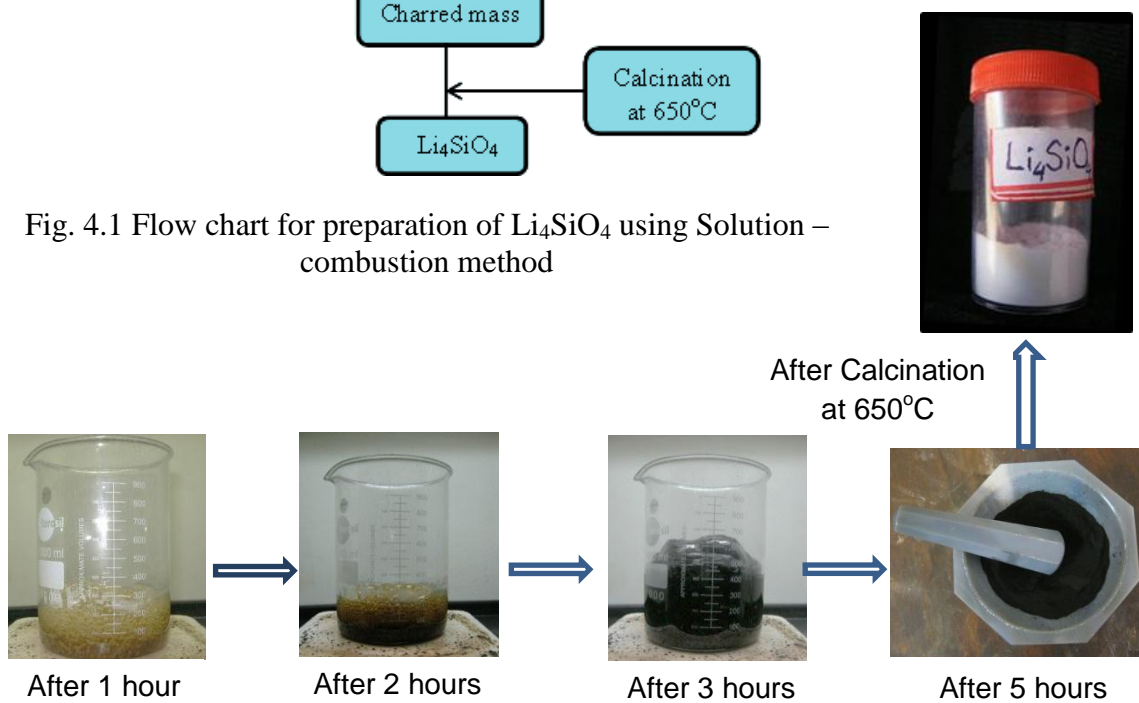 Charred mass
Calcination
at 650°C
Li₄SiO₄
Fig. 4.1 Flow chart for preparation of Li₄SiO₄ using Solution –
combustion method
Li₄SiO₄
After Calcination
at 650°C
After 1 hour
After 2 hours
After 3 hours
After 5 hours